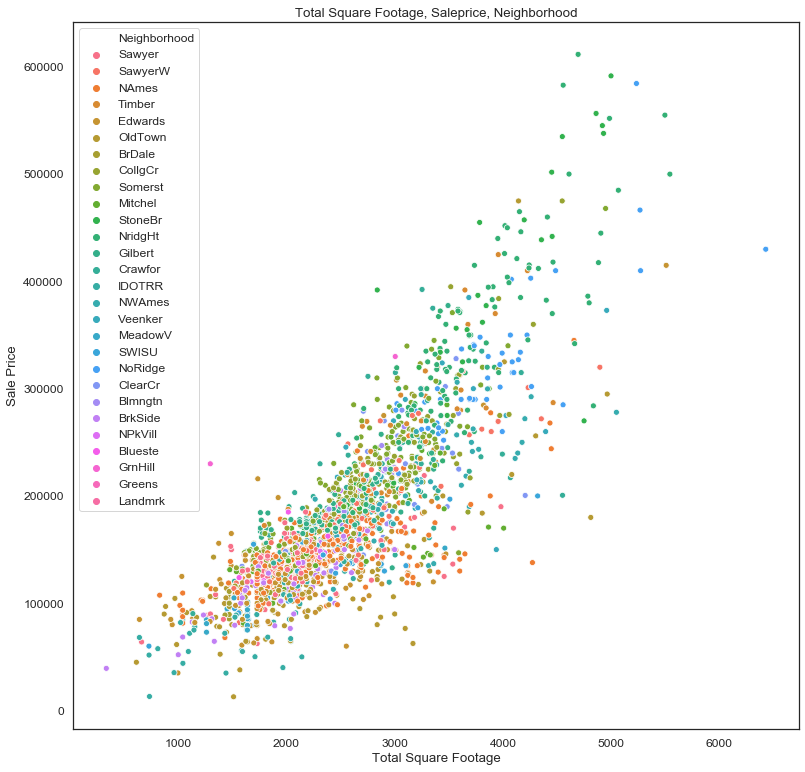 Total Square Footage, Saleprice, Neighborhood
Neighborhood
Sawyer
SawyerW
NAmes
Timber
Edwards
OldTown
BrDale
CollgCr
Somerst
Mitchel
StoneBr
NridgHt
Gilbert
Crawfor
IDOTRR
NWAmes
Veenker
MeadowV
SWISU
NoRidge
ClearCr
Blmngtn
BrkSide
NPkVill
Blueste
GrnHill
Greens
Landmrk
600000
500000
400000
300000
200000
100000
0
Sale Price
1000 2000 3000 4000 5000 6000
Total Square Footage